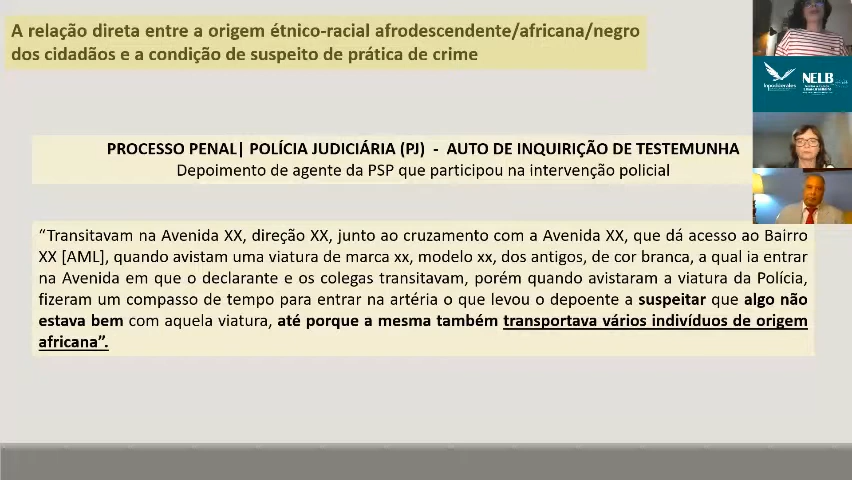 A relação direta entre a origem étnico-racial afrodescendente/africana/negro
dos cidadãos e a condição de suspeito de prática de crime
NELB
PROCESSO PENAL| POLÍCIA JUDICIÁRIA (PJ) - AUTO DE INQUIRIÇÃO DE TESTEMUNHA
Depoimento de agente da PSP que participou na intervenção policial
“Transitavam na Avenida XX, direção XX, junto ao cruzamento com a Avenida XX, que dá acesso ao Bairro
XX [AML], quando avistam uma viatura de marca xx, modelo xx, dos antigos, de cor branca, a qual ia entrar
na Avenida em que o declarante e os colegas transitavam, porém quando avistaram a viatura da Polícia,
fizeram um compasso de tempo para entrar na artéria o que levou o depoente a suspeitar que algo não
estava bem com aquela viatura, até porque a mesma também transportava vários indivíduos de origem
africana”.